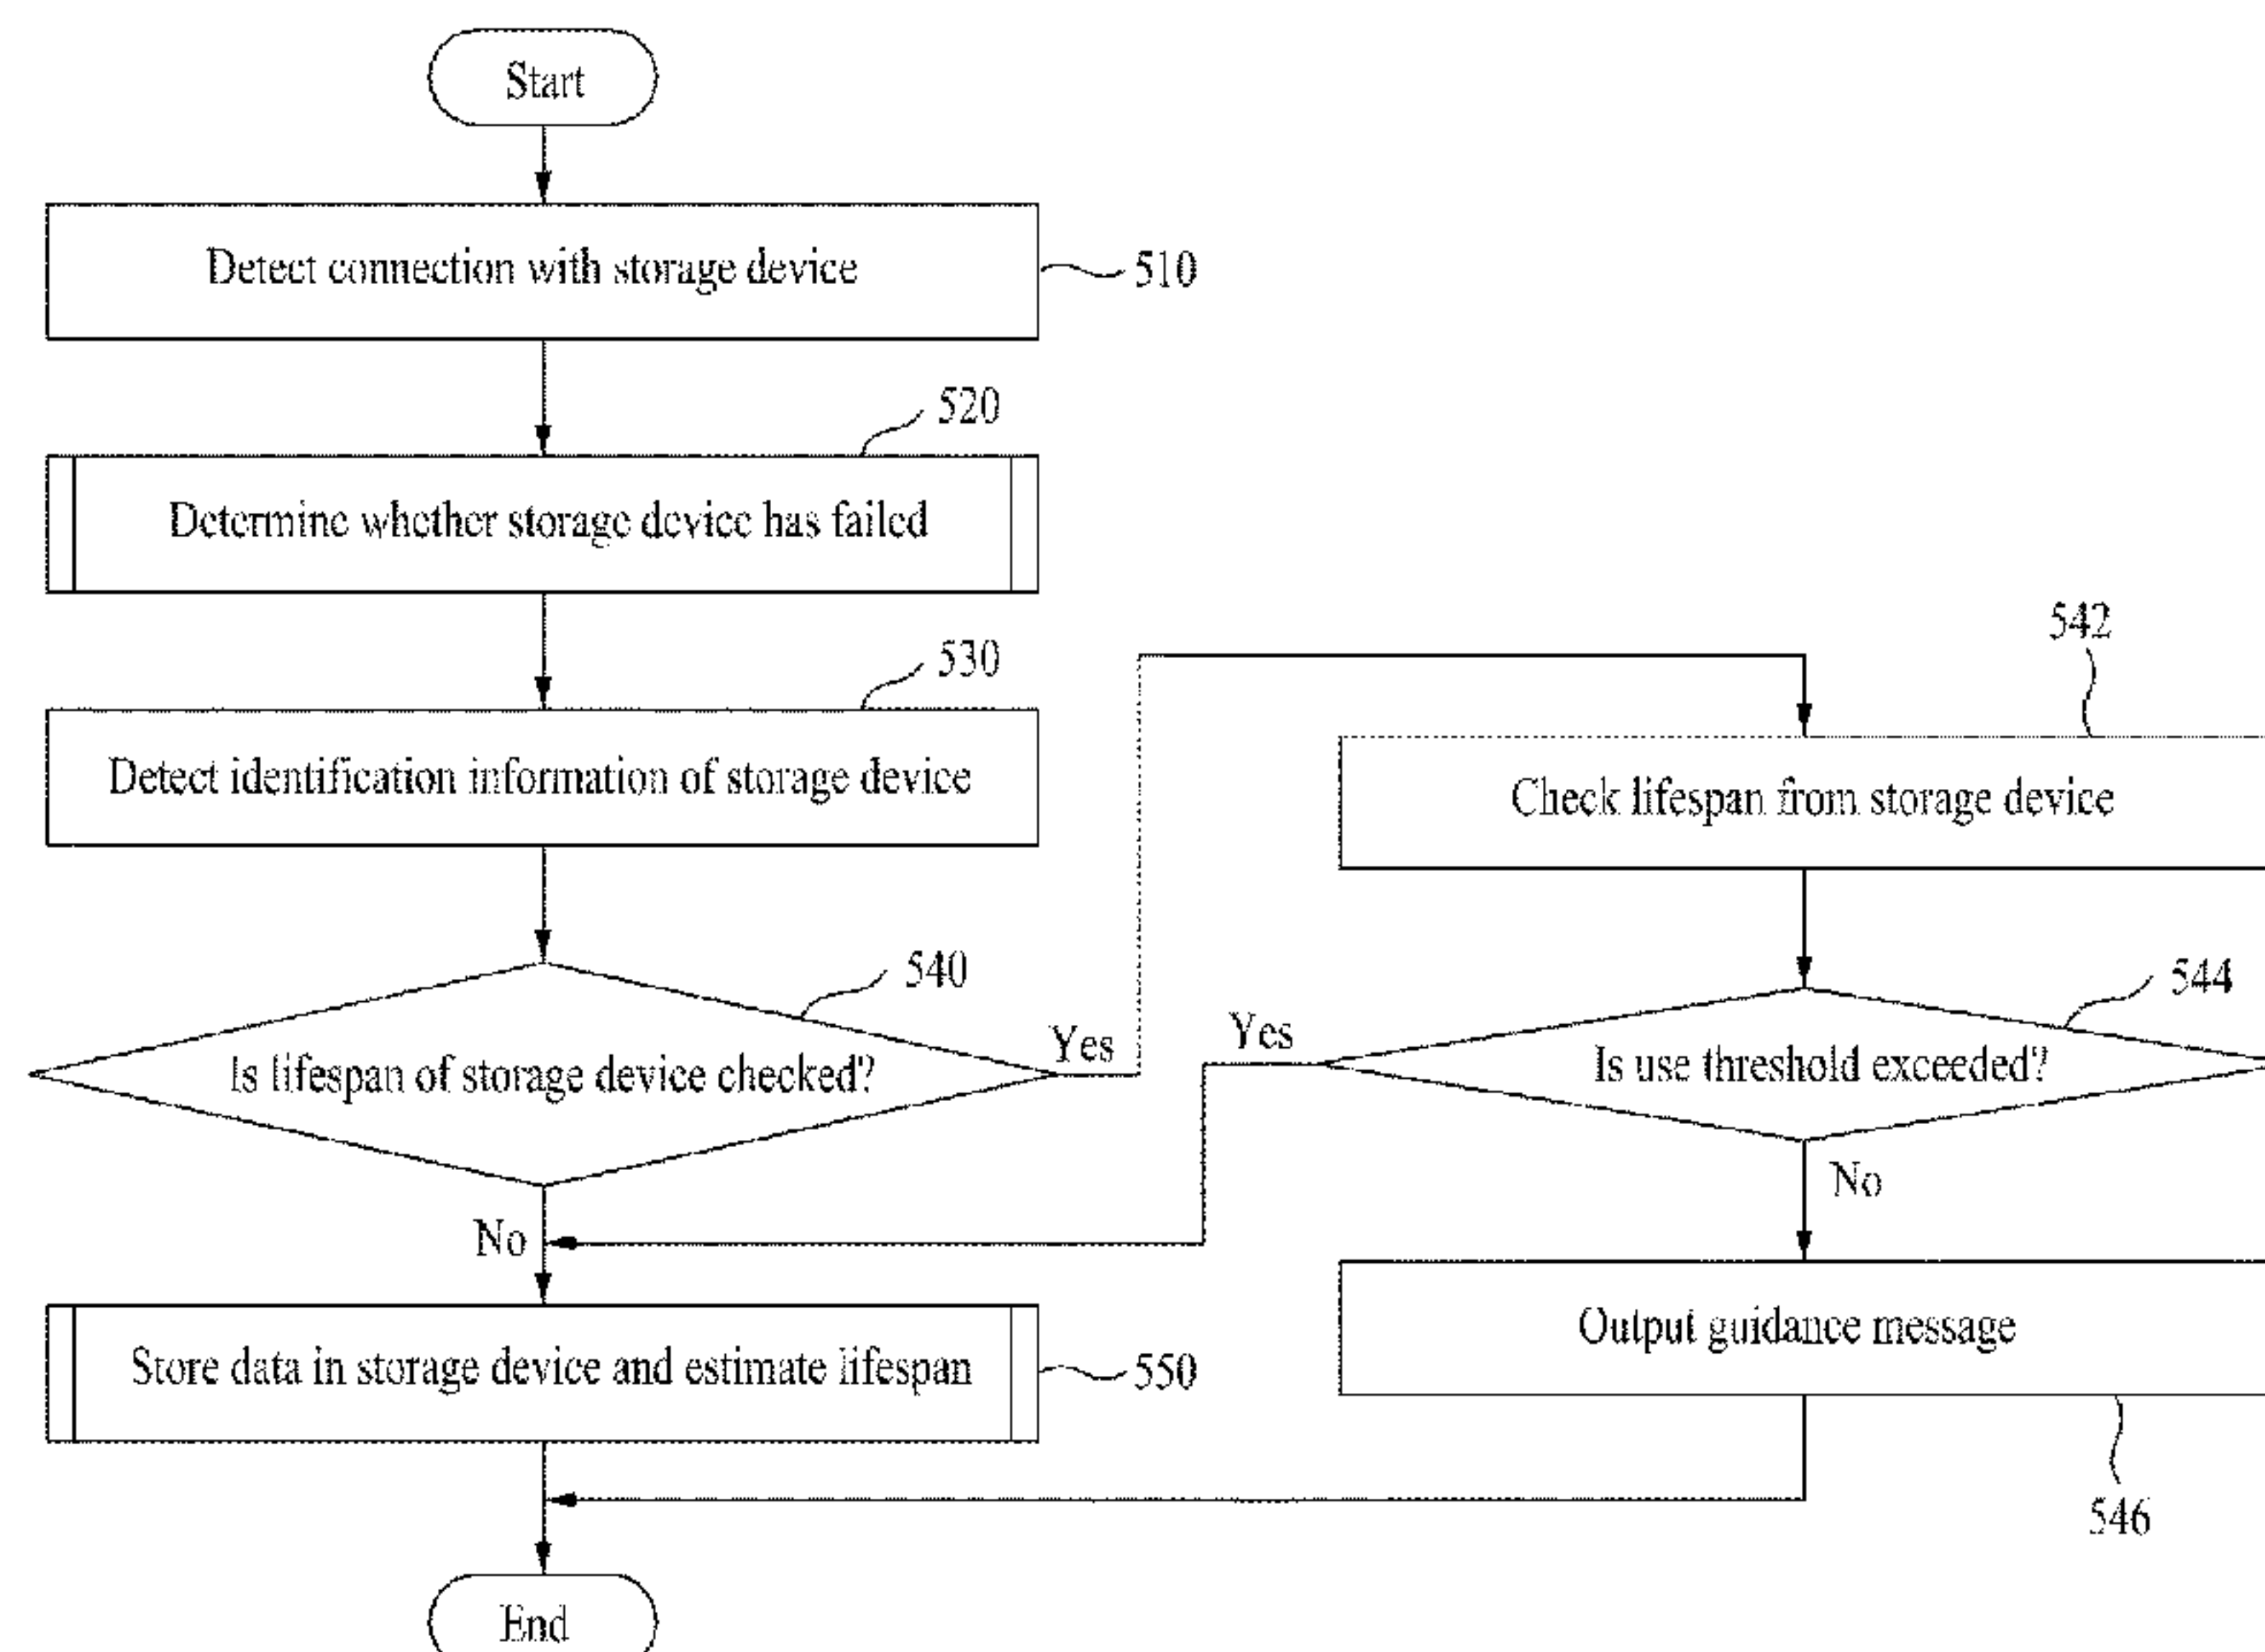 Start
Detect connection with storage device
510
520
Determine whether storage device has failed
530
Detect identification information of storage device
542
Check lifespan from storage device
540
Is lifespan of storage device checked?
Yes
544
Yes
Is use threshold exceeded?
No
No
Store data in storage device and estimate lifespan
550
Output guidance message
546
End